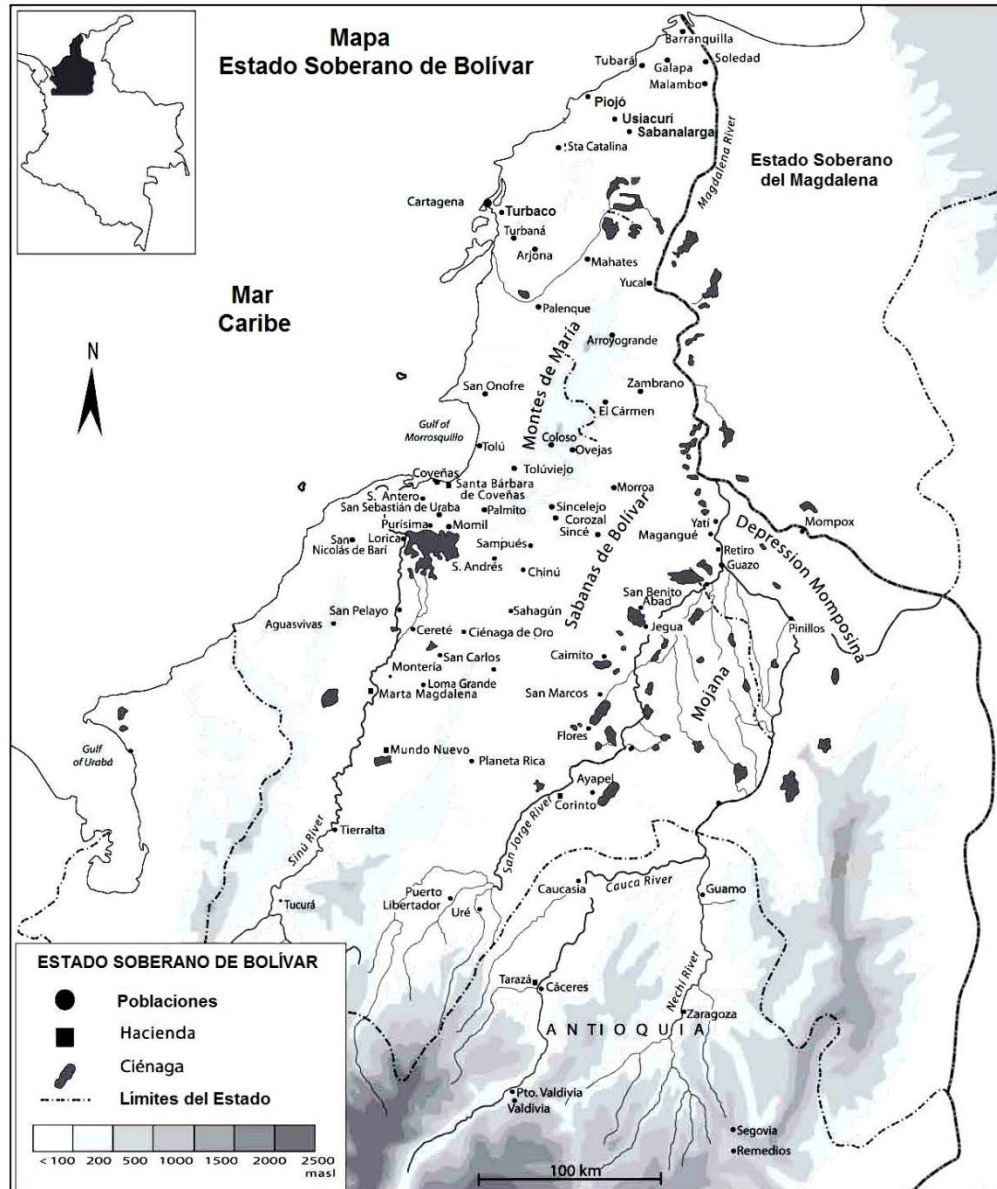 Mapa
Estado Soberano de Bolívar
Barranquilla
Tubará
Galapa
Soledad
Malambo
Piojó
Usiacurí
Sabanalarga
Sta Catalina
Magdalena River
Estado Soberano
del Magdalena
Cartagena
Turbaco
Turbaná
Arjona
Mahates
Yucal
Mar
Caribe
Palenque
Arroyogrande
Montes de María
N
San Onofre
Zambrano
El Cármen
Gulf of
Morrosquillo
Tolú
Coloso
Ovejas
Tolúviejo
Coveñas
Santa Bárbara
de Coveñas
Morroa
S. Antero
San Sebastián de Uraba
Palmito
Sincelejo
Corozal
Sincé
Purísima
Momil
San
Nicolás de Barí
Lorica
Sampués
S. Andrés
Chinú
Sabanas de Bolívar
Yatí
Magangué
Retiro
Guazo
Mompox
Depression Momposina
San Benito
Abad
Jegua
Pinillos
San Pelayo
Sahagún
Aguasvivas
Cereté
Ciénaga de Oro
Caimito
San Carlos
Montería
Loma Grande
Marta Magdalena
San Marcos
Mojana
Flores
Gulf
of Urabá
Mundo Nuevo
Planeta Rica
Ayapel
Corinto
San Jorge River
Sinú River
Tierralta
Caucasia
Cauca River
Guamo
Puerto
Libertador
Uré
Tucurá
Nechí River
Tarazá
Cáceres
Zaragoza
ANTIOQUIA
Pto. Valdivia
Valdivia
Segovia
Remedios
ESTADO SOBERANO DE BOLÍVAR
Poblaciones
Hacienda
Ciénaga
Límites del Estado
< 100 200 500 1000 1500 2000 2500
masl
100 km